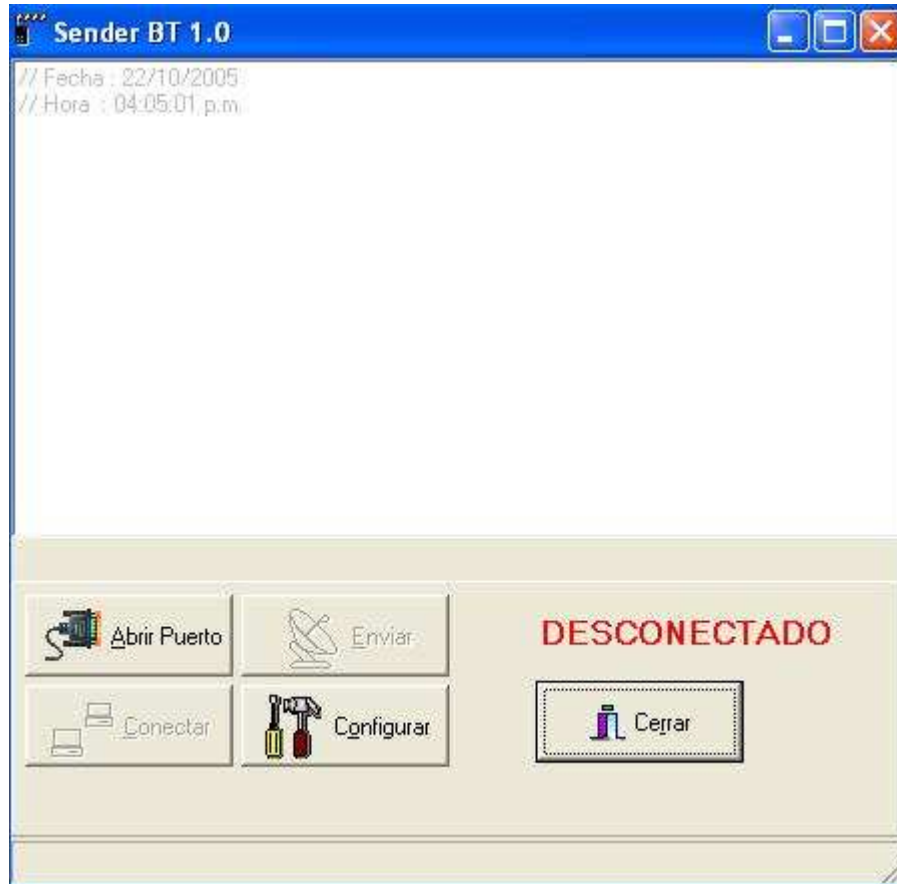 Sender BT 1.0
// Fecha : 22/10/2005
// Hora : 04:05:01 p.m.
Abrir Puerto
Enviar
DESCONECTADO
Conectar
Configurar
Cerrar